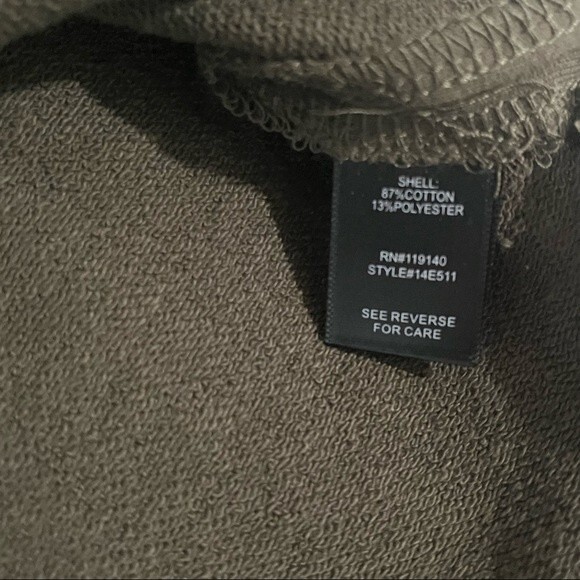 SHELL:
87%COTTON
13%POLYESTER
RN#119140
STYLE#14E511
SEE REVERSE
FOR CARE